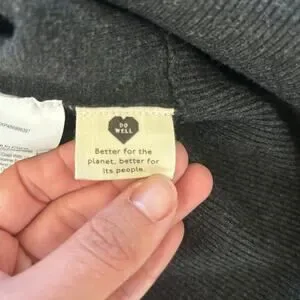 DO
WELL
Better for the
planet, better for
its people.